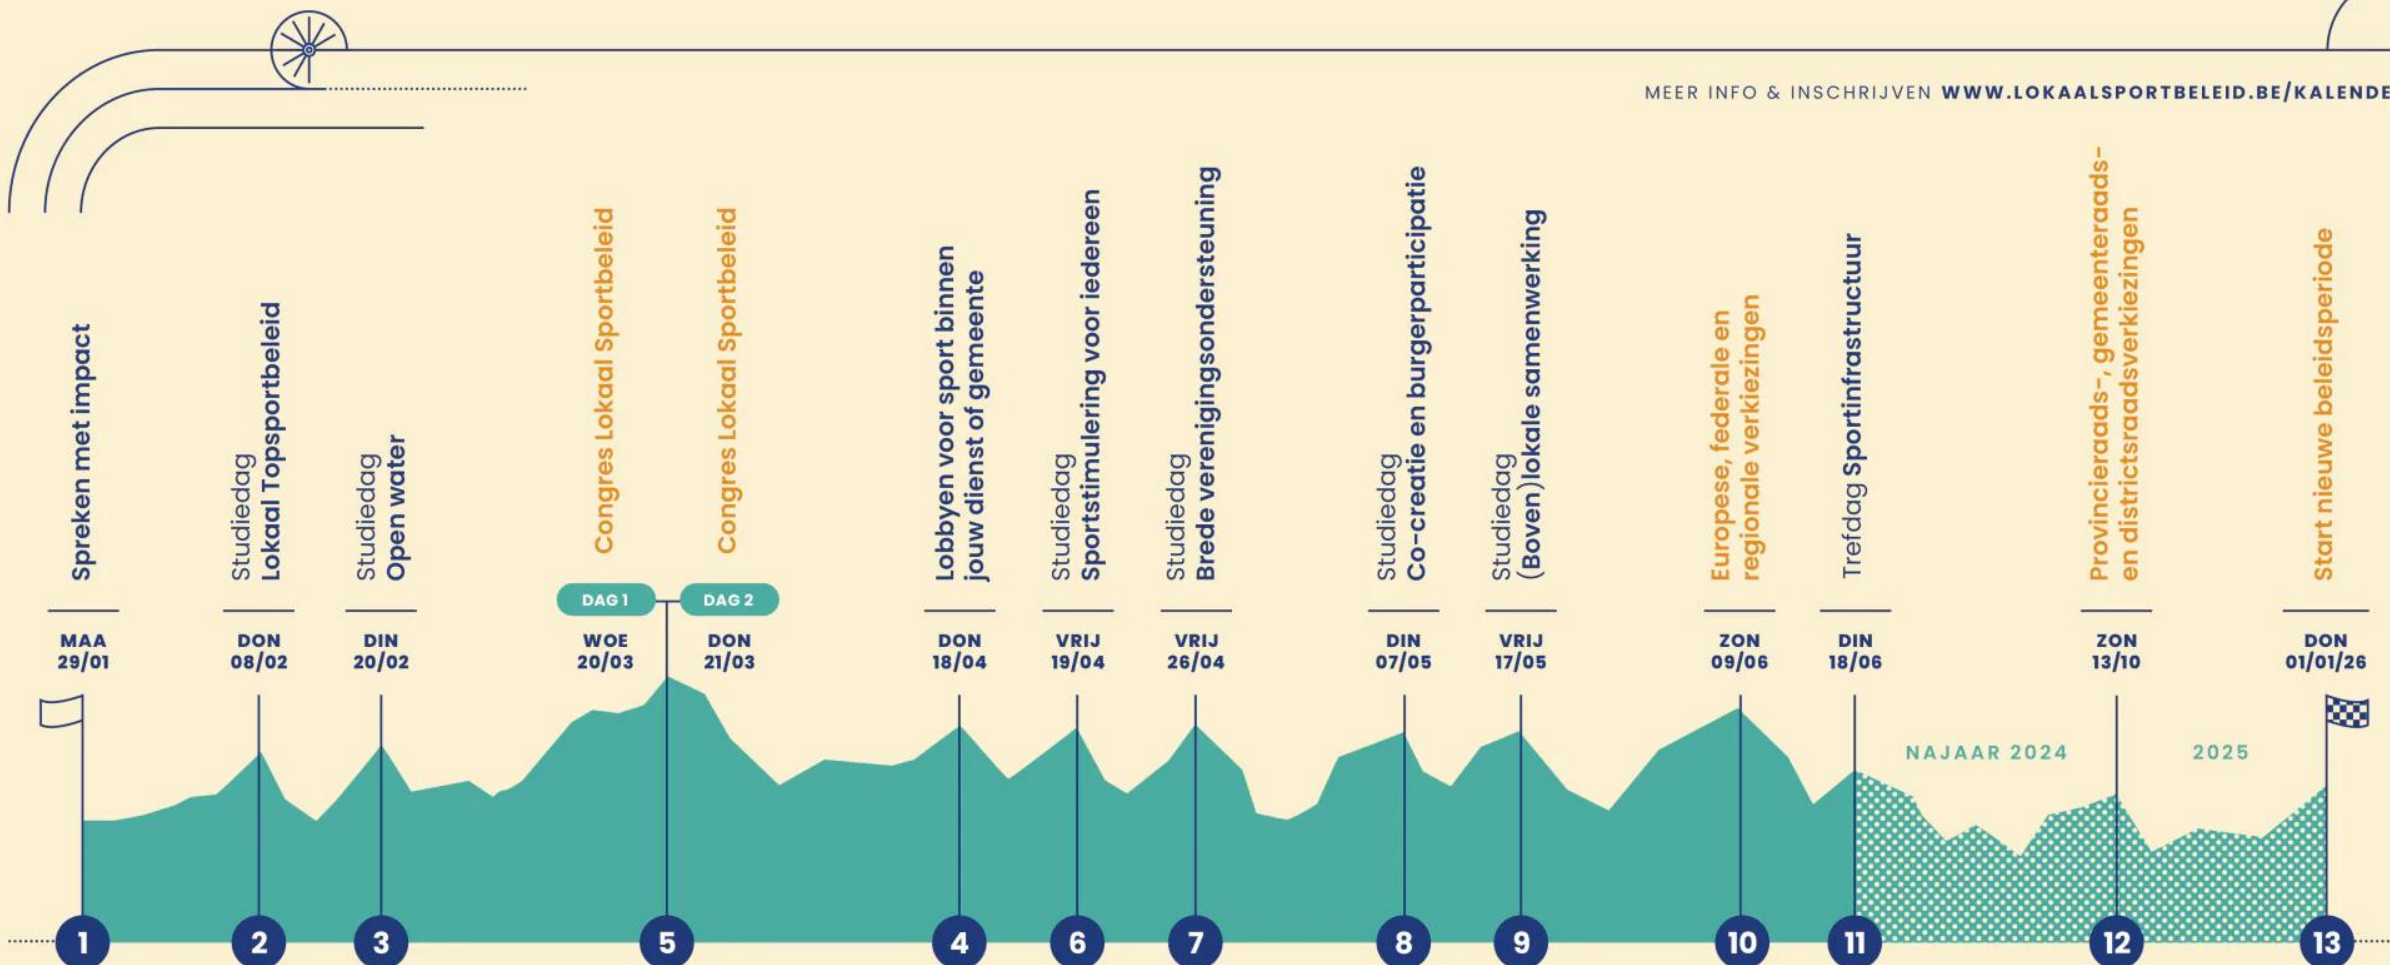 MEER INFO & INSCHRIJVEN WWW.LOKAALSPORTBELEID.BE/KALENDE
Spreken met impact
MAA
29/01
1
Studiedag
Lokaal Topsportbeleid
DON
08/02
2
Studiedag
Open water
DIN
20/02
3
Congres Lokaal Sportbeleid
DAG 1
WOE
20/03
Congres Lokaal Sportbeleid
DAG 2
DON
21/03
5
Lobbyen voor sport binnen
jouw dienst of gemeente
DON
18/04
4
Studiedag
Sportstimulering voor iedereen
VRIJ
19/04
6
Studiedag
Brede verenigingsondersteuning
VRIJ
26/04
7
Studiedag
Co-creatie en burgerparticipatie
DIN
07/05
8
Studiedag
(Boven)lokale samenwerking
VRIJ
17/05
9
Europese, federale en
regionale verkiezingen
ZON
09/06
10
Trefdag Sportinfrastructuur
DIN
18/06
11
NAJAAR 2024
Provincieraads-, gemeenteraads-
en districtsraadsverkiezingen
ZON
13/10
12
2025
Start nieuwe beleidsperiode
DON
01/01/26
13